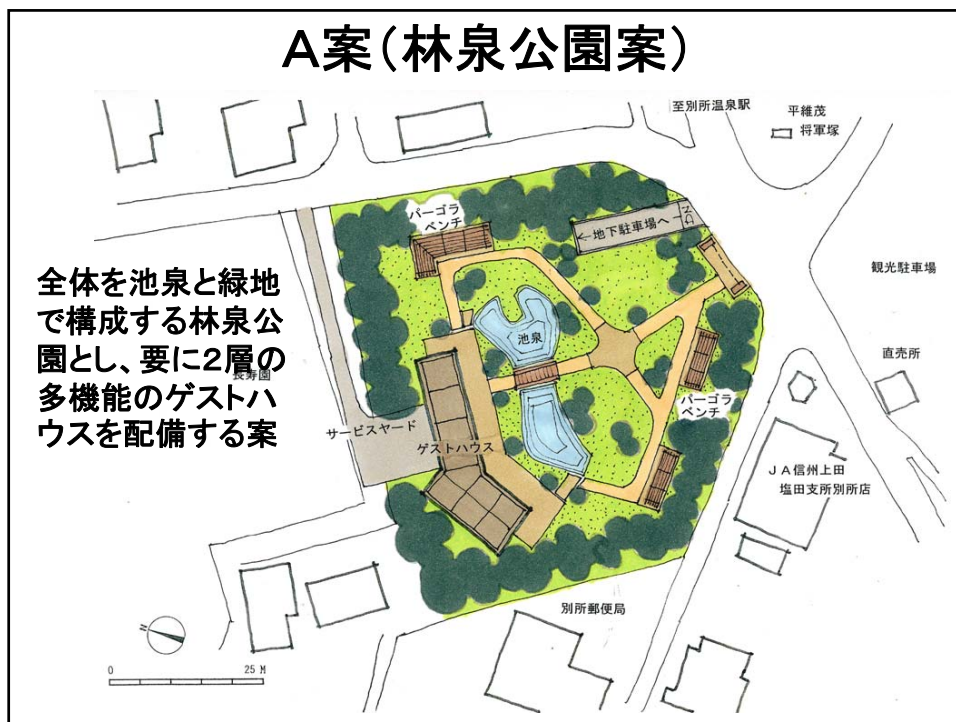 A案(林泉公園案)
至別所温泉駅
平維茂
将軍塚
パーゴラ
ベンチ
←地下駐車場へ
観光駐車場
全体を池泉と緑地
で構成する林泉公
園とし、要に2層の
多機能のゲストハ
ウスを配備する案
長寿園
池泉
直売所
パーゴラ
ベンチ
サービスヤード
ゲストハウス
JA信州上田
塩田支所別所店
別所郵便局
N
0
25 M